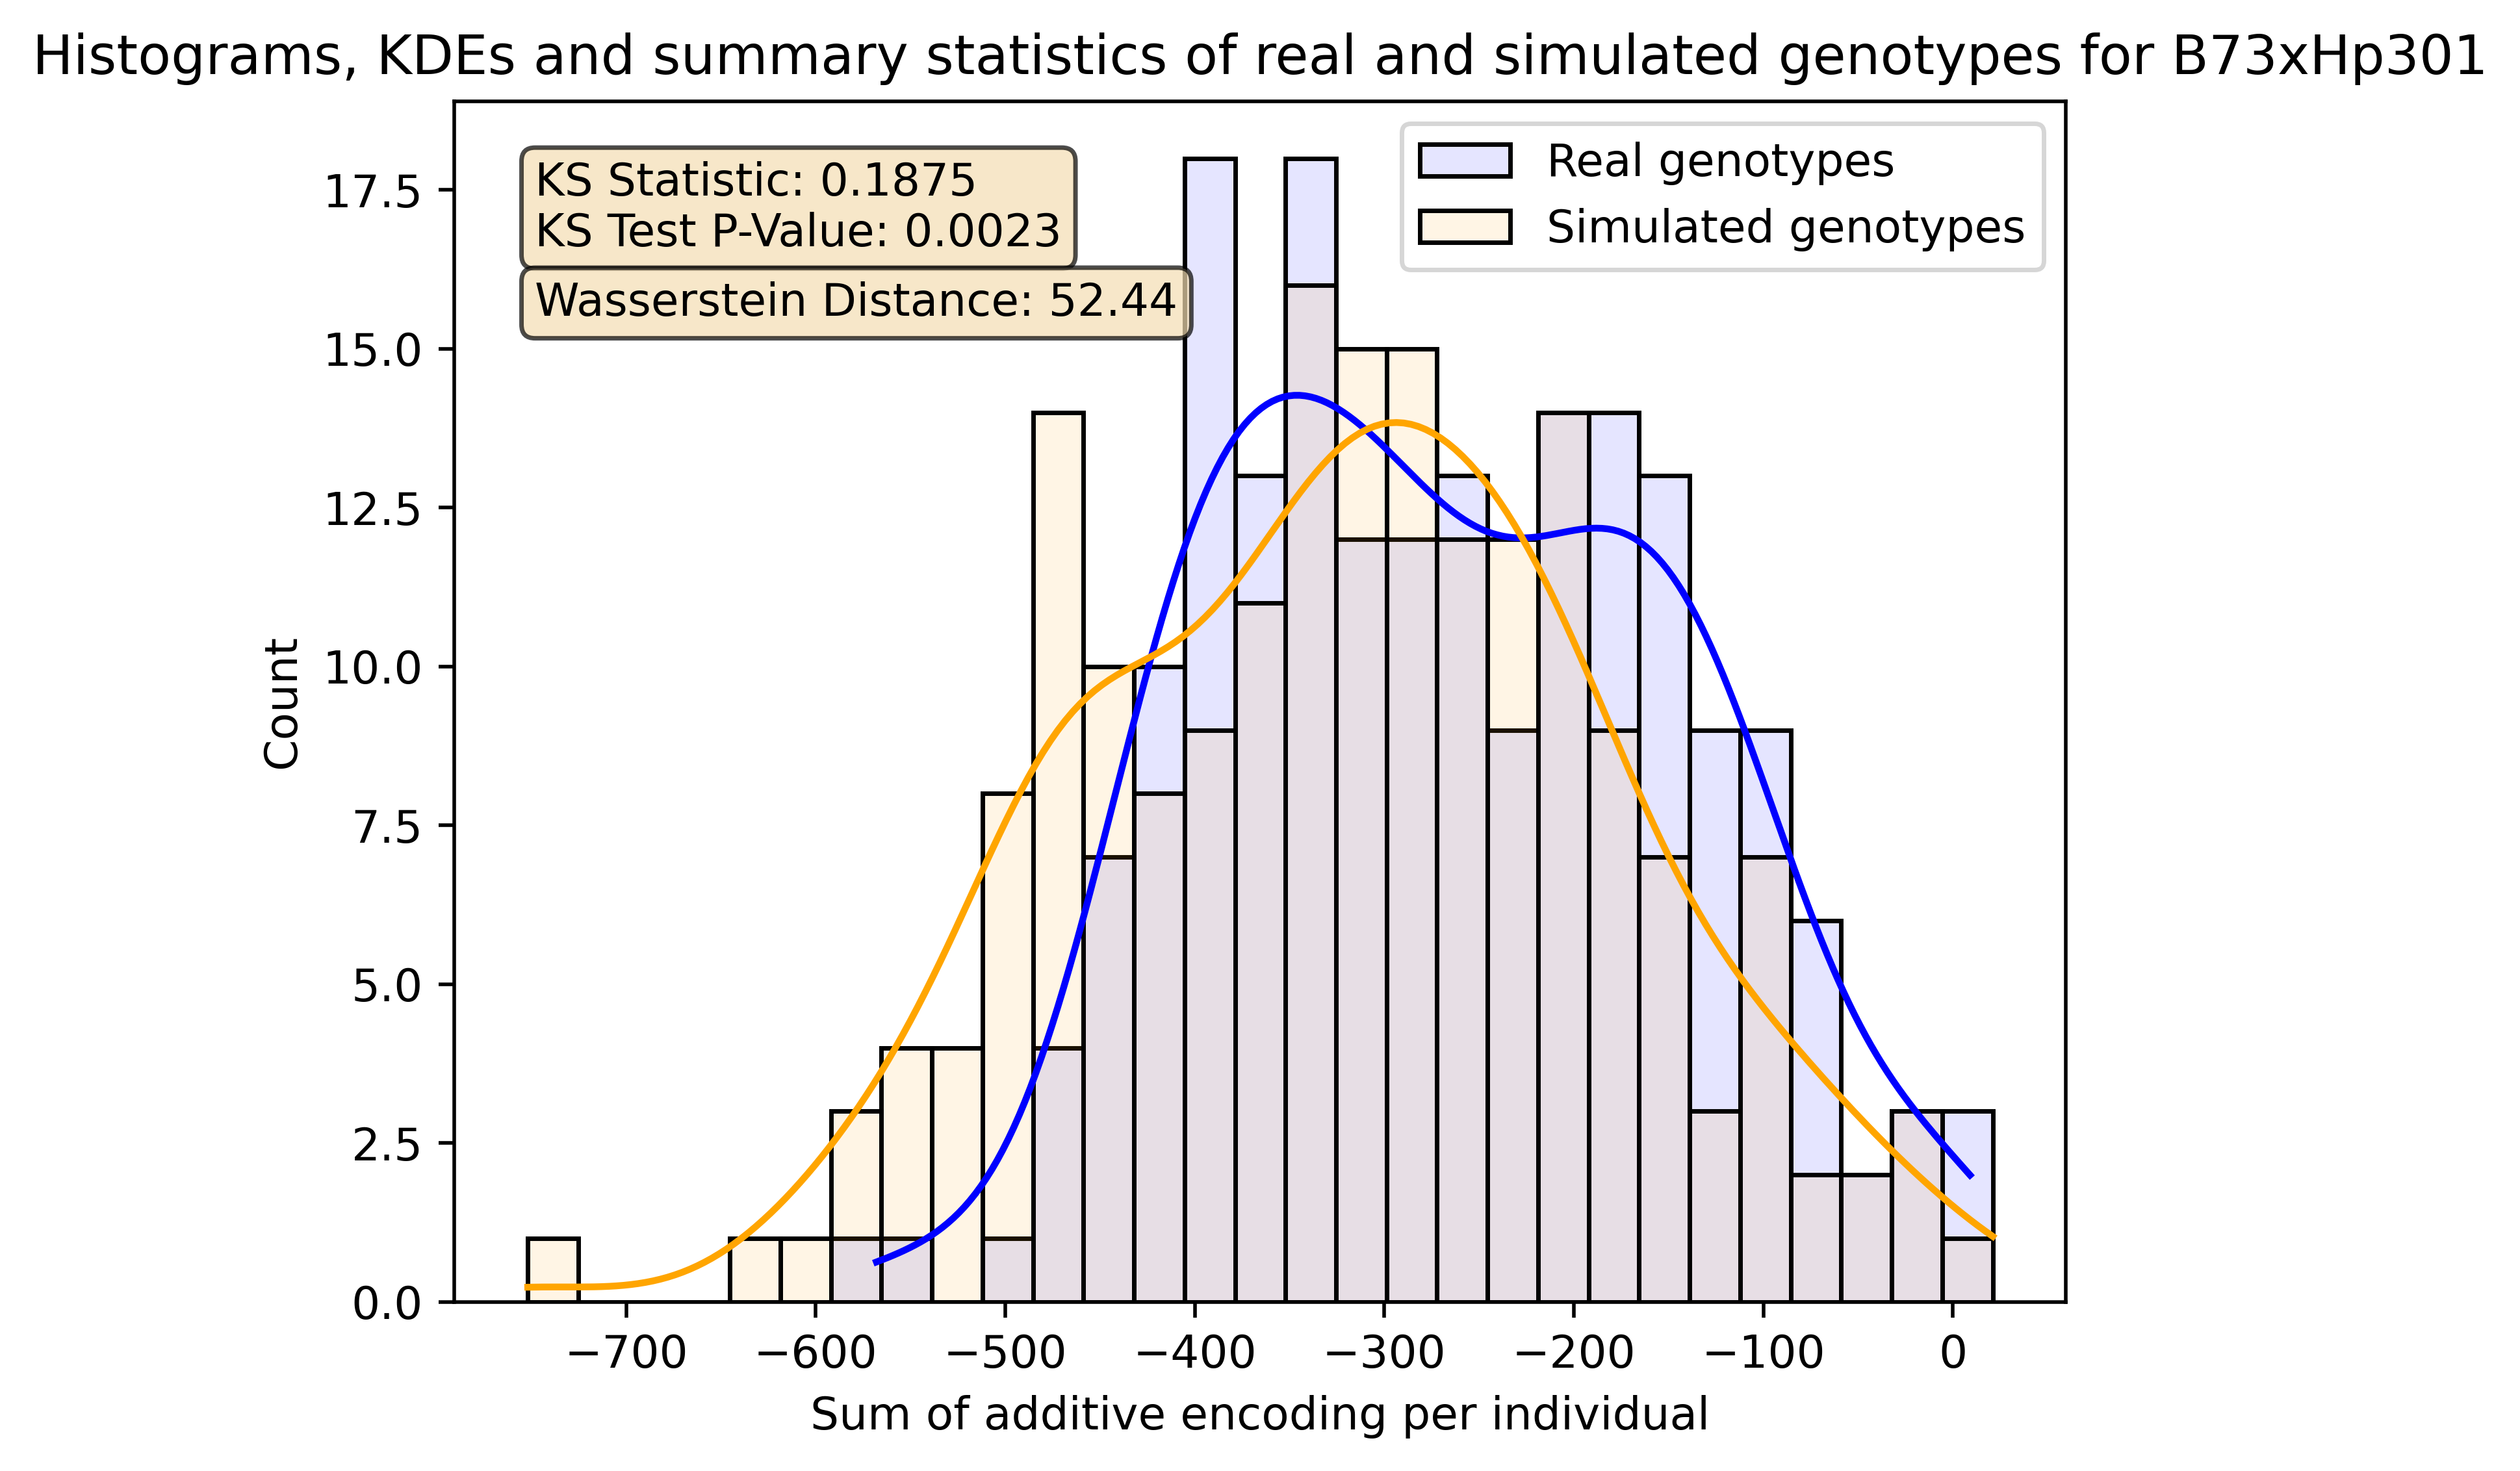 Histograms, KDEs and summary statistics of real and simulated genotypes for B73xHp301
KS Statistic: 0.1875
KS Test P-Value: 0.0023
Wasserstein Distance: 52.44
Real genotypes
Simulated genotypes
Count
17.5
15.0
12.5
10.0
7.5
5.0
2.5
0.0
−700 −600 −500 −400 −300 −200 −100 0
Sum of additive encoding per individual